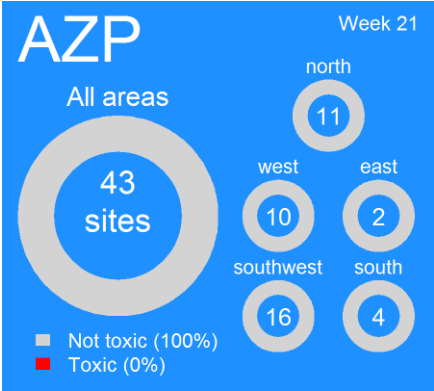 AZP
Week 21
All areas
43
sites
north
11
west
10
east
2
southwest
16
south
4
Not toxic (100%)
Toxic (0%)